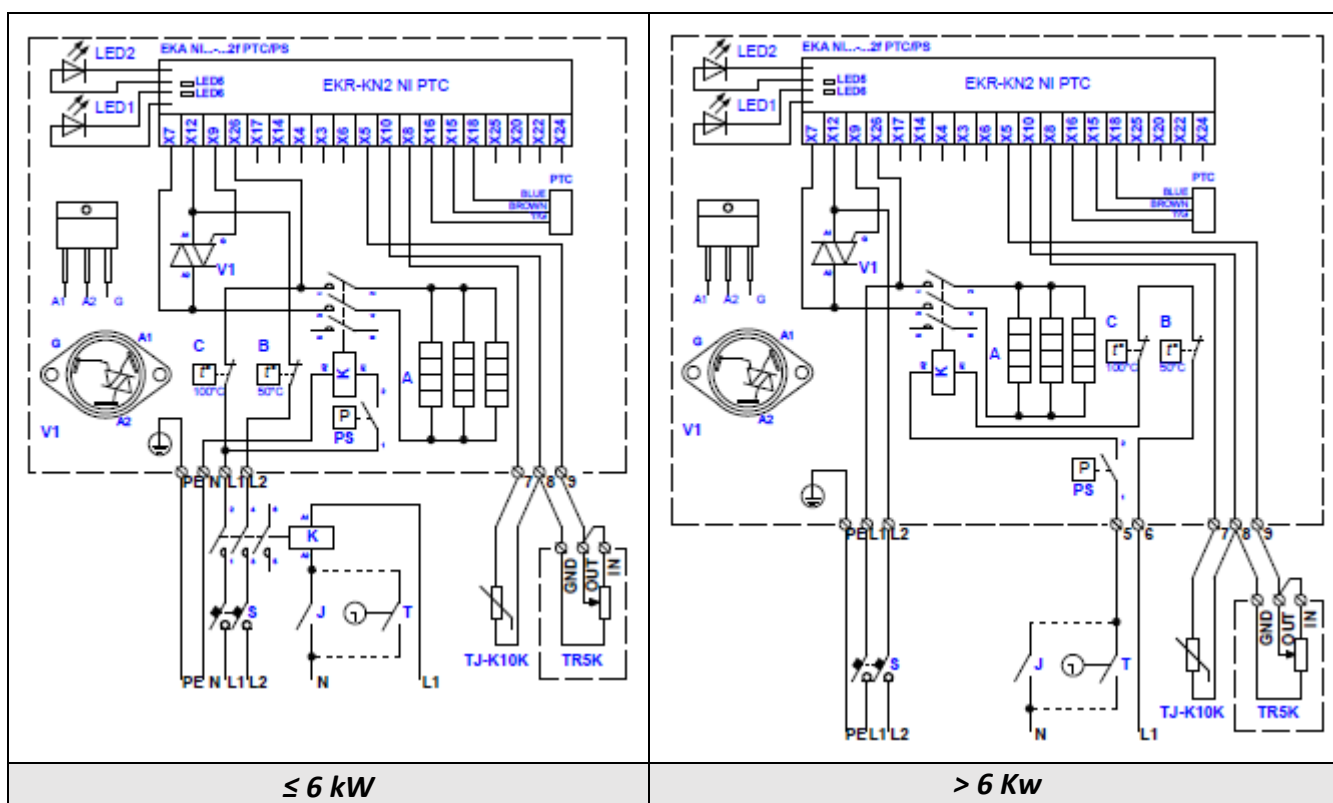 EKA NI...-...2f PTC/PS
LED2
LED5
LED6
EKR-KN2 NI PTC
LED1
X7 X12 X9 X26 X17 X14 X4 X3 X6 X5 X10 X8 X16 X15 X18 X25 X20 X22 X24
PTC
BLUE
BROWN
Y/G
V1
A1 A2 G
G A1
C B
t° t°
100°C 50°C
K
A
A2
P
PS
V1
PE N L1 L2 7 8 9
K
GND OUT IN
S J T
TJ-K10K TR5K
PE N L1 L2 N L1
≤ 6 kW
EKA NI...-...2f PTC/PS
LED2
LED5
LED6
EKR-KN2 NI PTC
LED1
X7 X12 X9 X26 X17 X14 X4 X3 X6 X5 X10 X8 X16 X15 X18 X25 X20 X22 X24
PTC
BLUE
BROWN
Y/G
V1
A1 A2 G
C B
G A1
K
A
t° t°
100°C 50°C
A2
V1
P
PS
PE L1 L2 5 6 7 8 9
GND OUT IN
S J T
TJ-K10K TR5K
PE L1 L2 N L1
> 6 Kw